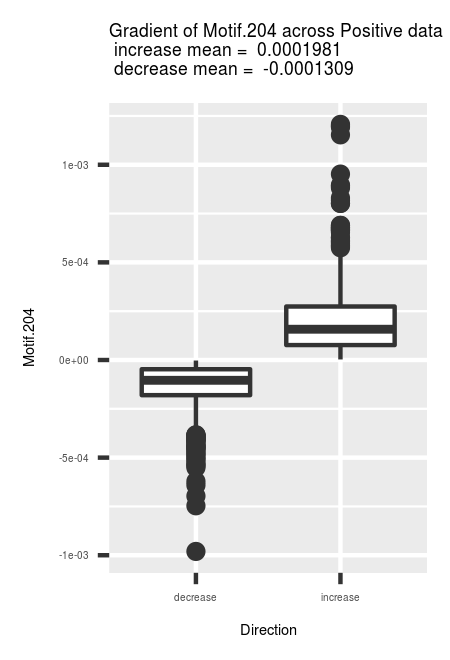 Gradient of Motif.204 across Positive data
increase mean =  0.0001981
decrease mean =  -0.0001309
1e-03
5e-04
0e+00
-5e-04
-1e-03
Motif.204
decrease
increase
Direction